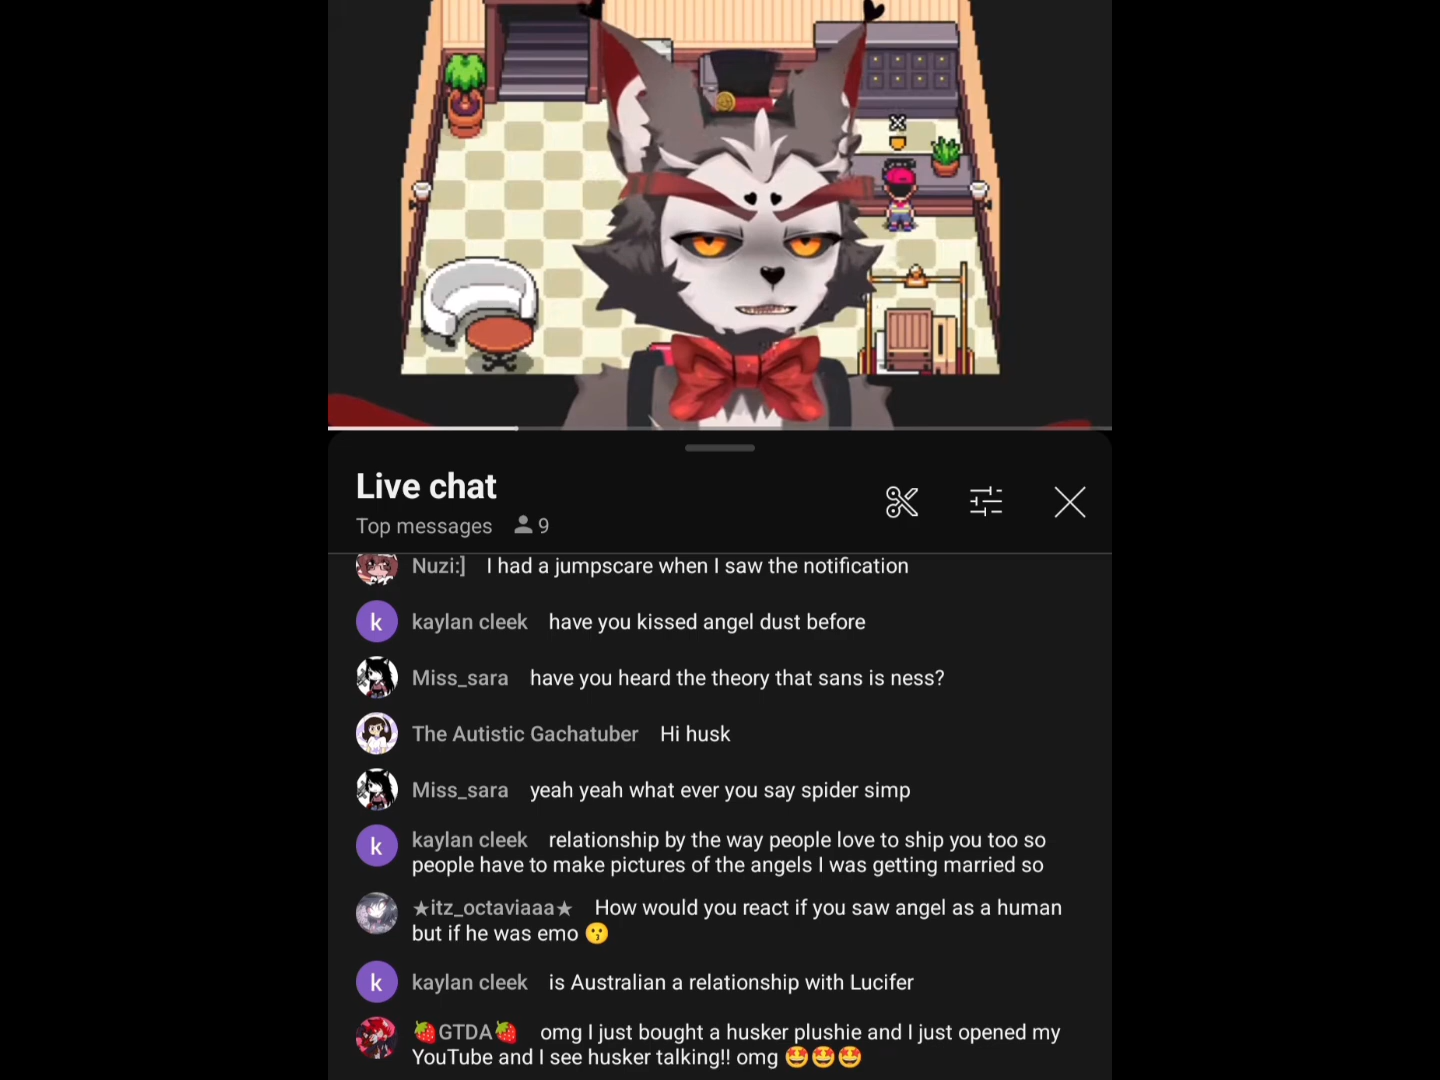 Live chat
Top messages 9
Nuzi:] I had a jumpscare when I saw the notification
k kaylan cleek have you kissed angel dust before
Miss_sara have you heard the theory that sans is ness?
The Autistic Gachatuber Hi husk
Miss_sara yeah yeah what ever you say spider simp
k kaylan cleek relationship by the way people love to ship you too so
people have to make pictures of the angels I was getting married so
★itz_octaviaaa★ How would you react if you saw angel as a human
but if he was emo 😗
k kaylan cleek is Australian a relationship with Lucifer
🍓GTDA🍓 omg I just bought a husker plushie and I just opened my
YouTube and I see husker talking!! omg 🤩🤩🤩